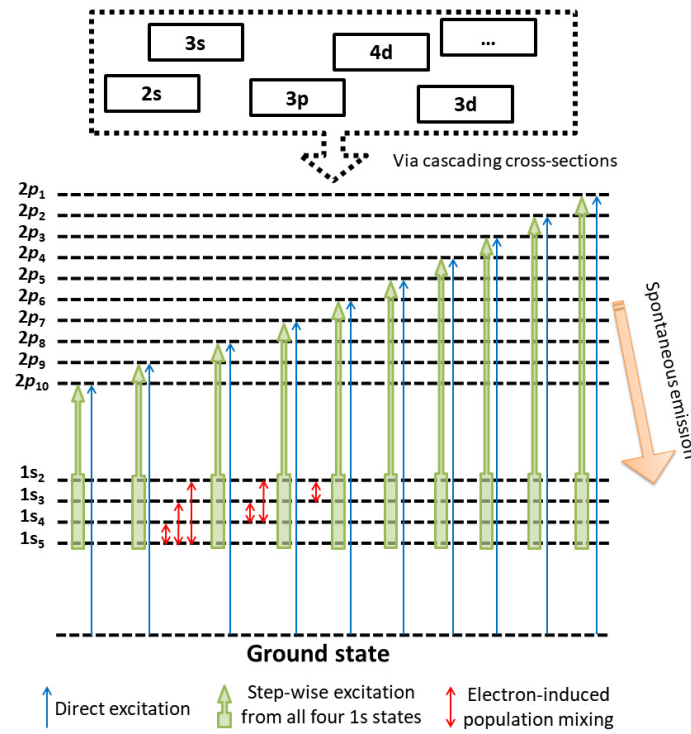 3s
4d
...
2s
3p
3d
Via cascading cross-sections
2p₁
2p₂
2p₃
2p₄
2p₅
2p₆
2p₇
2p₈
2p₉
2p₁₀
Spontaneous emission
1s₂
1s₃
1s₄
1s₅
Ground state
Direct excitation
Step-wise excitation
from all four 1s states
Electron-induced
population mixing